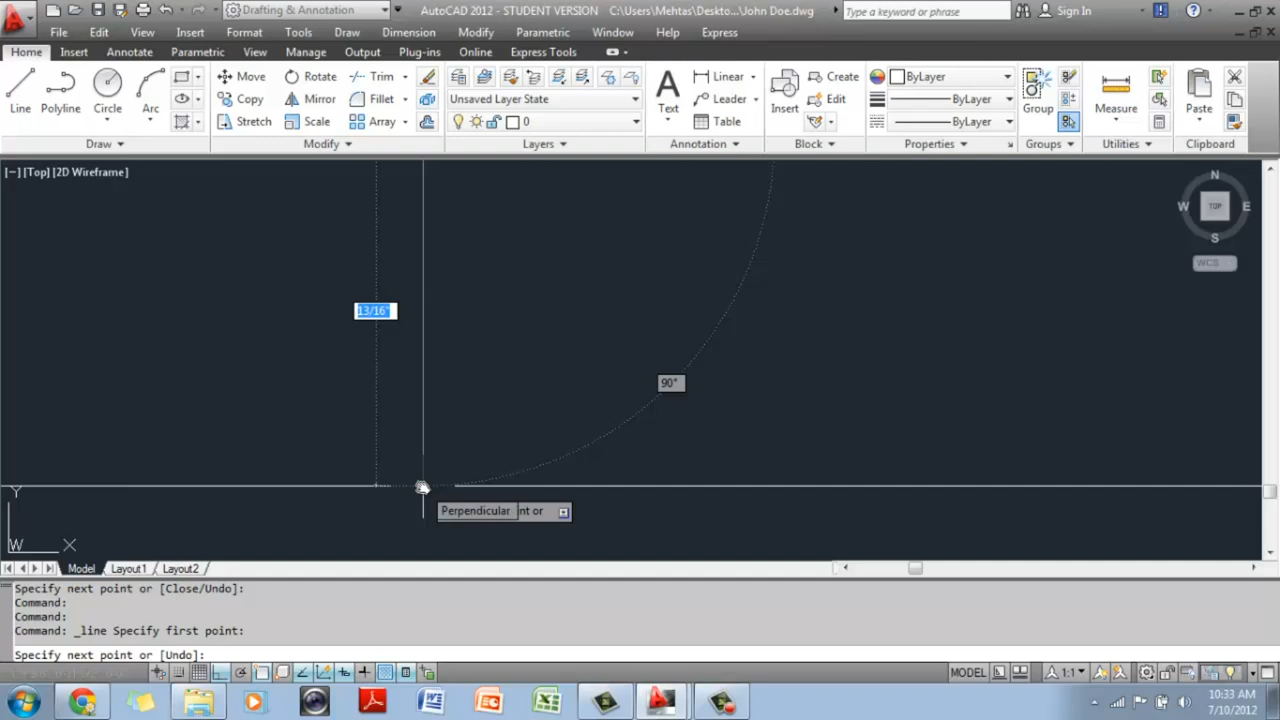 Drafting & Annotation
AutoCAD 2012 - STUDENT VERSION C:\Users\Mehtas\Deskto...\John Doe.dwg
Type a keyword or phrase
Sign In
File Edit View Insert Format Tools Draw Dimension Modify Parametric Window Help Express
Home Insert Annotate Parametric View Manage Output Plug-ins Online Express Tools
Move Rotate Trim Unsaved Layer State Linear Create ByLayer
Line Polyline Circle Arc Copy Mirror Fillet Text Leader Insert Edit ByLayer Group Measure Paste
Stretch Scale Array 0 Table ByLayer
Draw Modify Layers Annotation Block Properties Groups Utilities Clipboard
[−] [Top] [2D Wireframe]
N
W TOP E
S
WCS
13/16"
90°
Y
Perpendicular nt or
W X
Model Layout1 Layout2
Specify next point or [Close/Undo]:
Command:
Command:
Command: _line Specify first point:
Specify next point or [Undo]:
MODEL 1:1
10:33 AM
7/10/2012